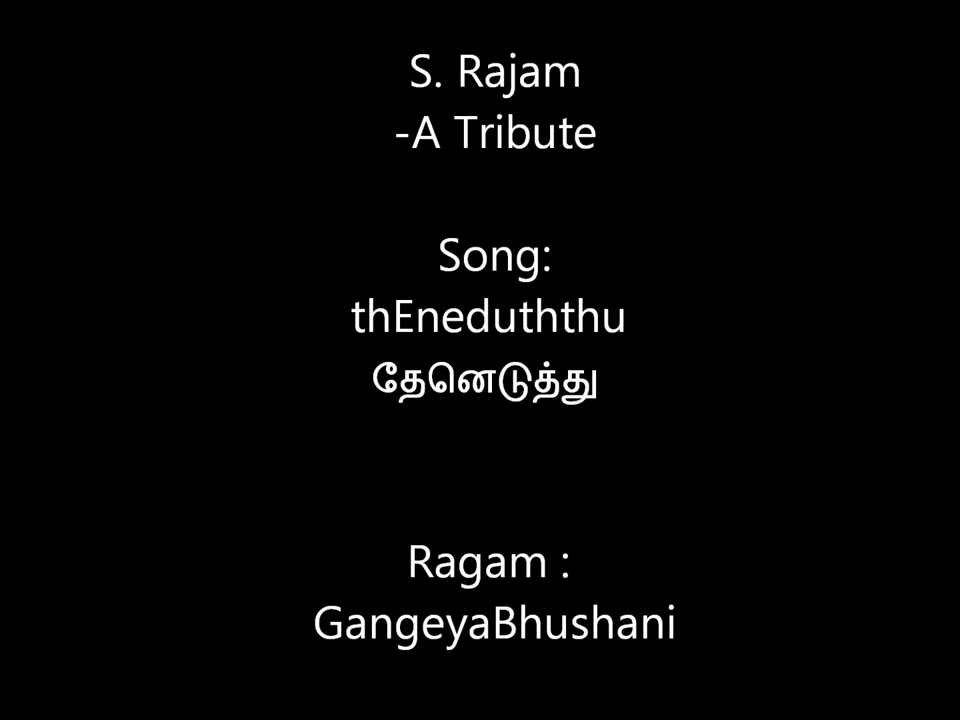 S. Rajam
-A Tribute
Song:
thEneduththu
தேனெடுத்து
Ragam :
GangeyaBhushani